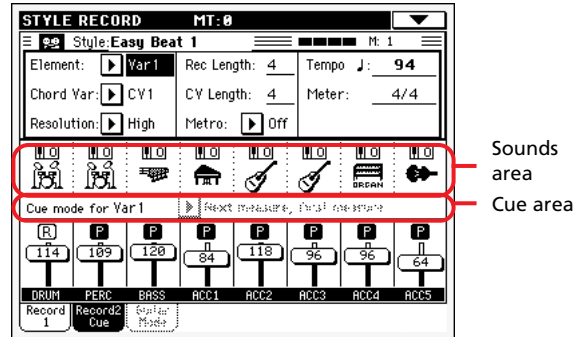 STYLE RECORD MT:0
Style:Easy Beat 1 M: 1
Element: Var1 Rec Length: 4 Tempo ♩: 94
Chord Var: CV1 CV Length: 4 Meter: 4/4
Resolution: High Metro: Off
ORGAN
Sounds area
Cue mode for Var1 Next measure, first measure
Cue area
R P P P P P P P
114 109 120 84 118 96 96 64
DRUM PERC BASS ACC1 ACC2 ACC3 ACC4 ACC5
Record 1 Record2 Cue Guitar Mode